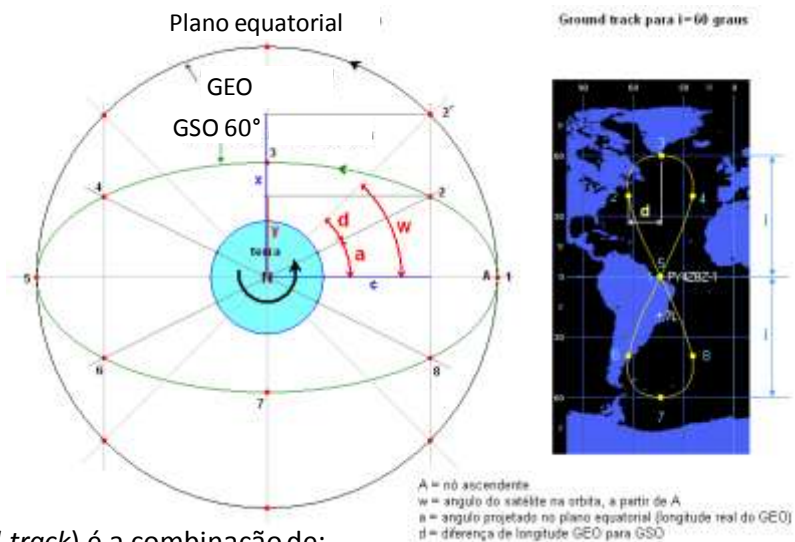 Plano equatorial
GEO
GSO 60°
3
x
2'
4
2
d
y
w
terra
a
N
c
5
A
1
6
8
7
Ground track para i=60 graus
3
2
4
d
5
PY4ZBZ-1
6
8
7
i
i
A = nó ascendente
w = angulo do satélite na orbita, a partir de A
a = angulo projetado no plano equatorial (longitude real do GEO)
d = diferença de longitude GEO para GSO
track) é a combinação de: